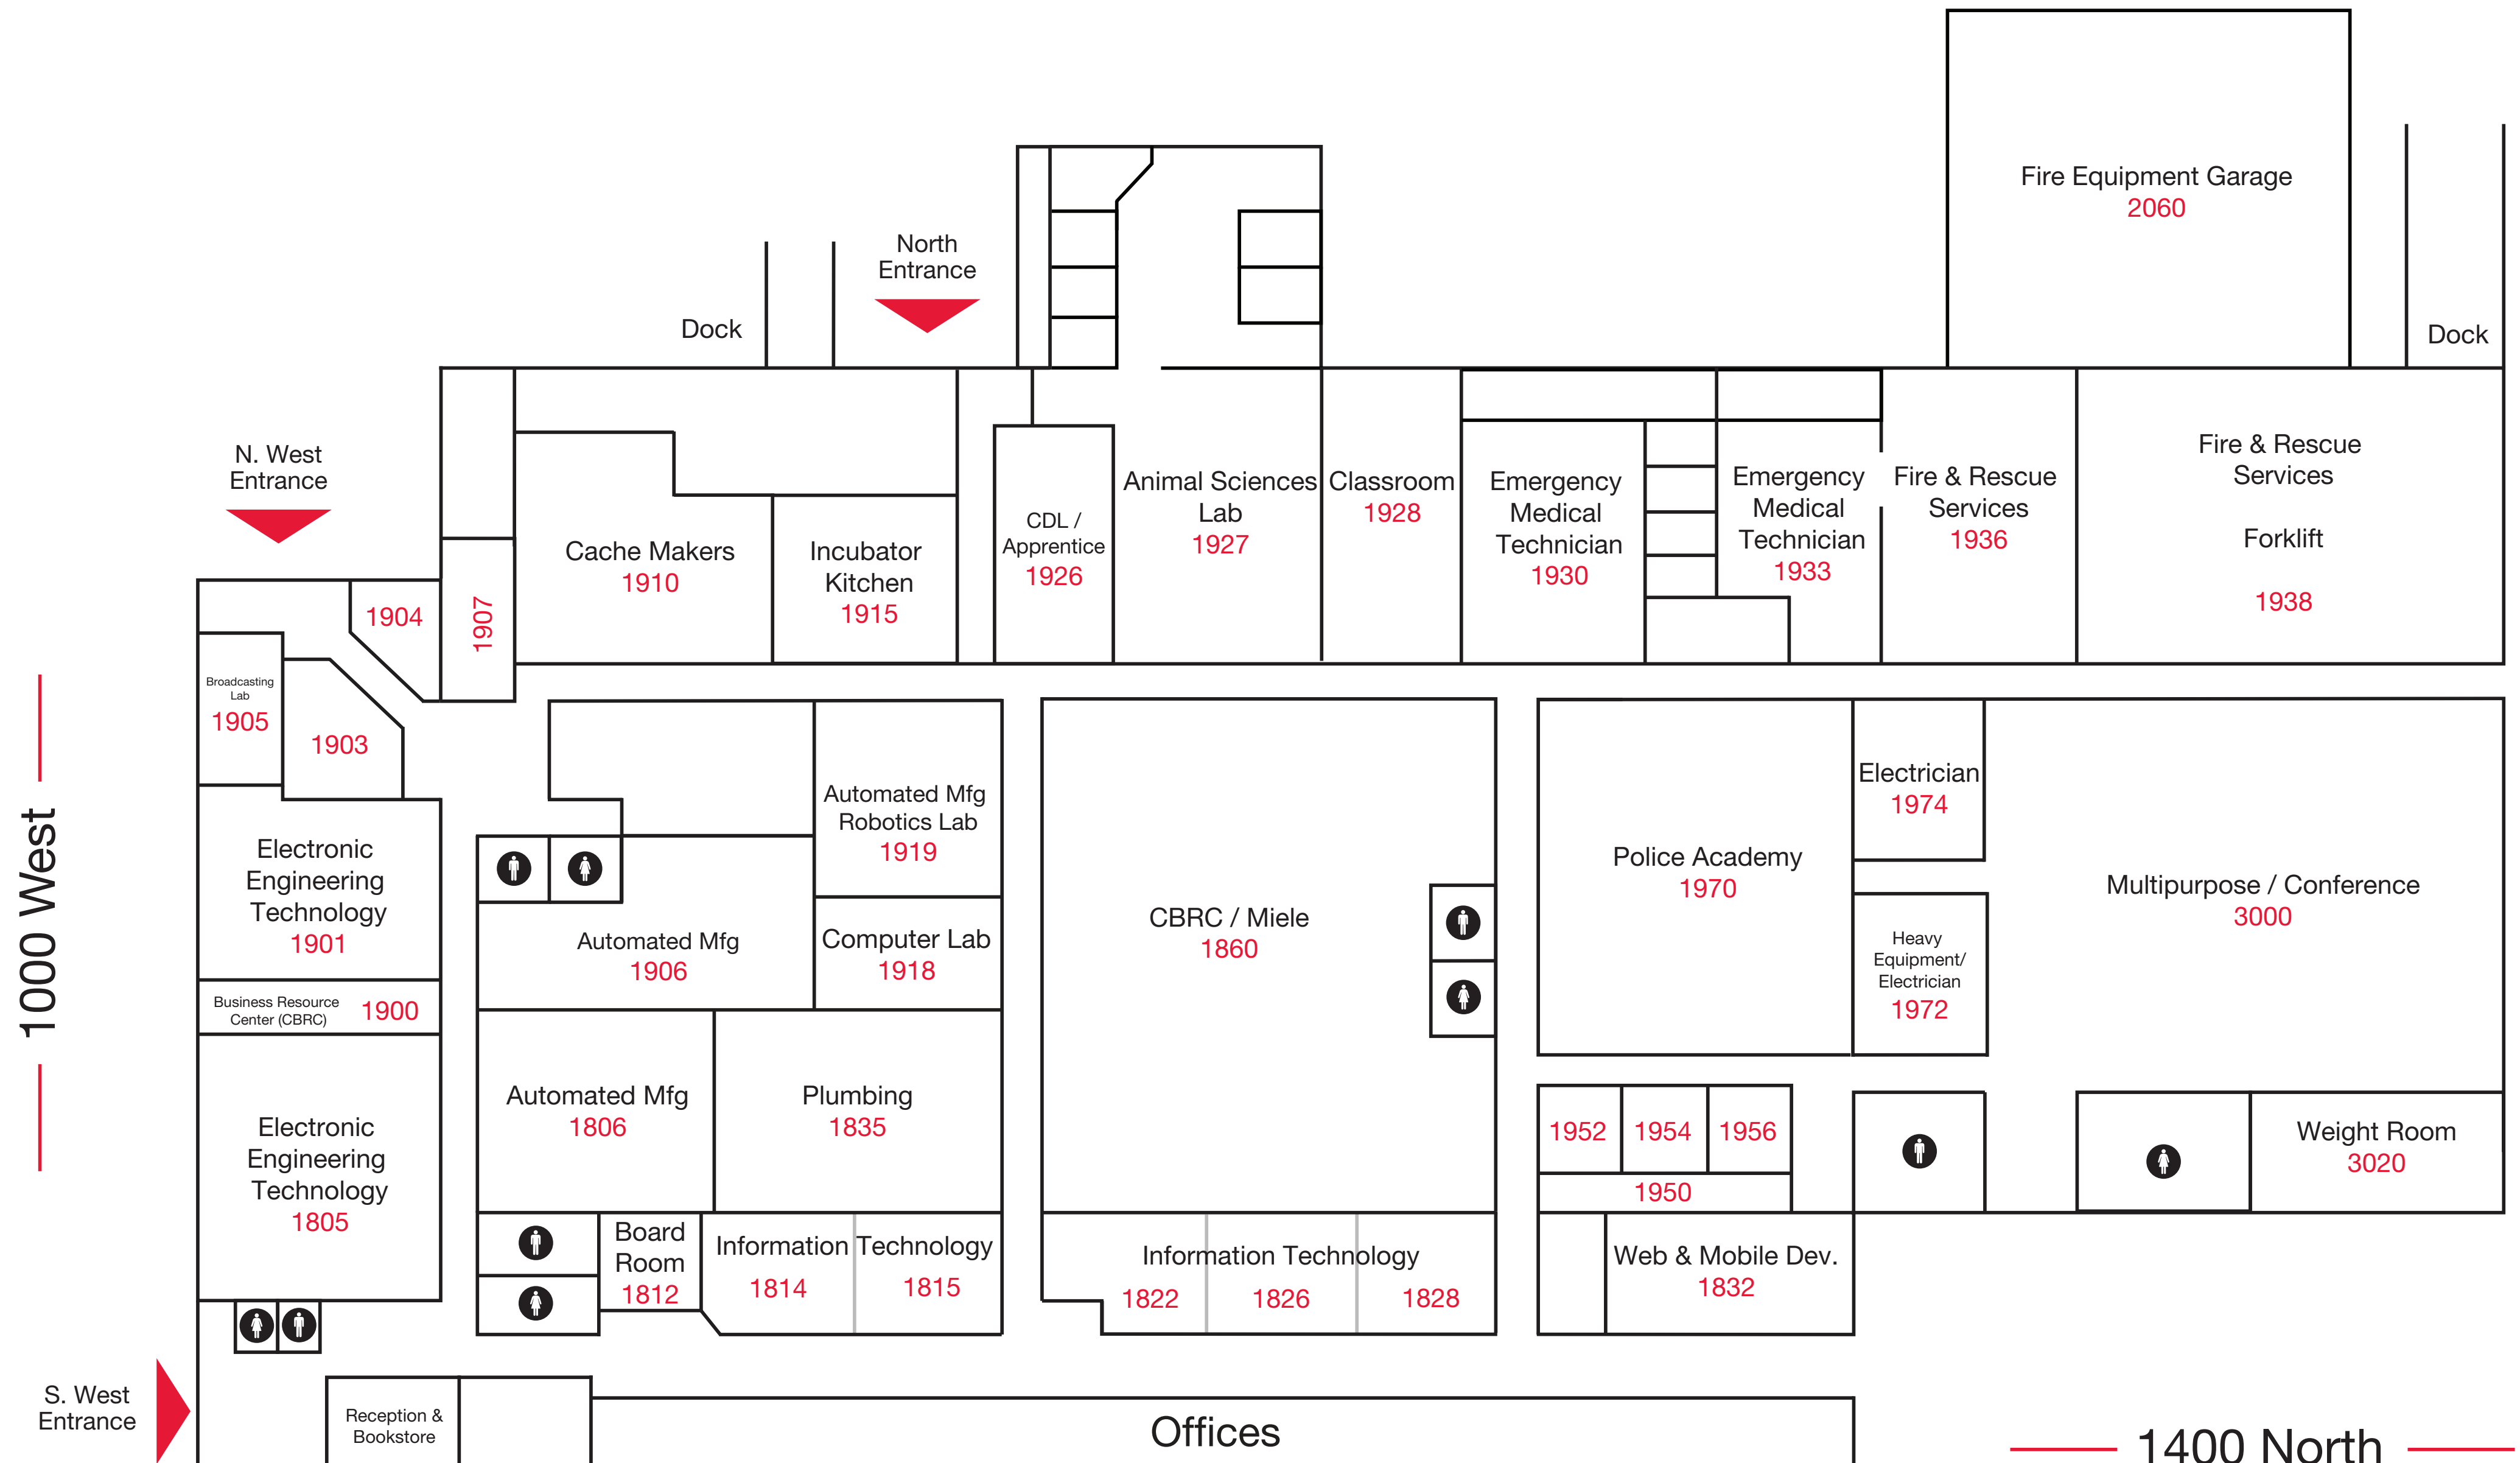 Fire Equipment Garage
2060
North
Entrance
Dock
Dock
N. West
Entrance
Cache Makers
1910
Incubator
Kitchen
1915
CDL /
Apprentice
1926
Animal Sciences
Lab
1927
Classroom
1928
Emergency
Medical
Technician
1930
Emergency
Medical
Technician
1933
Fire & Rescue
Services
1936
Fire & Rescue
Services
Forklift
1938
1904
1907
Broadcasting
Lab
1905
1903
1000 West
Electronic
Engineering
Technology
1901
Business Resource
Center (CBRC)
1900
Electronic
Engineering
Technology
1805
Automated Mfg
Robotics Lab
1919
Automated Mfg
1906
Computer Lab
1918
Automated Mfg
1806
Plumbing
1835
Board
Room
1812
Information Technology
1814
1815
CBRC / Miele
1860
Information Technology
1822
1826
1828
Police Academy
1970
Electrician
1974
Heavy
Equipment/
Electrician
1972
Multipurpose / Conference
3000
1952
1954
1956
1950
Web & Mobile Dev.
1832
Weight Room
3020
S. West
Entrance
Reception &
Bookstore
Offices
1400 North